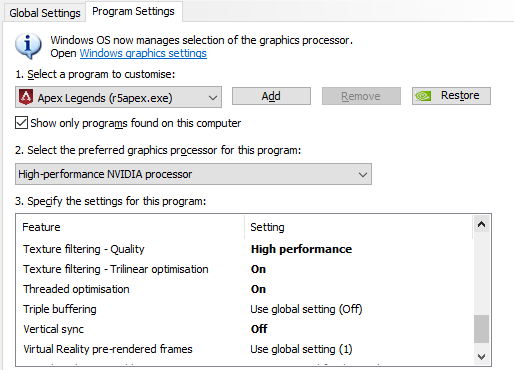 Global Settings Program Settings
Windows OS now manages selection of the graphics processor.
Open Windows graphics settings
1. Select a program to customise:
Apex Legends (r5apex.exe) Add Remove Restore
Show only programs found on this computer
2. Select the preferred graphics processor for this program:
High-performance NVIDIA processor
3. Specify the settings for this program:
Feature Setting
Texture filtering - Quality High performance
Texture filtering - Trilinear optimisation On
Threaded optimisation On
Triple buffering Use global setting (Off)
Vertical sync Off
Virtual Reality pre-rendered frames Use global setting (1)